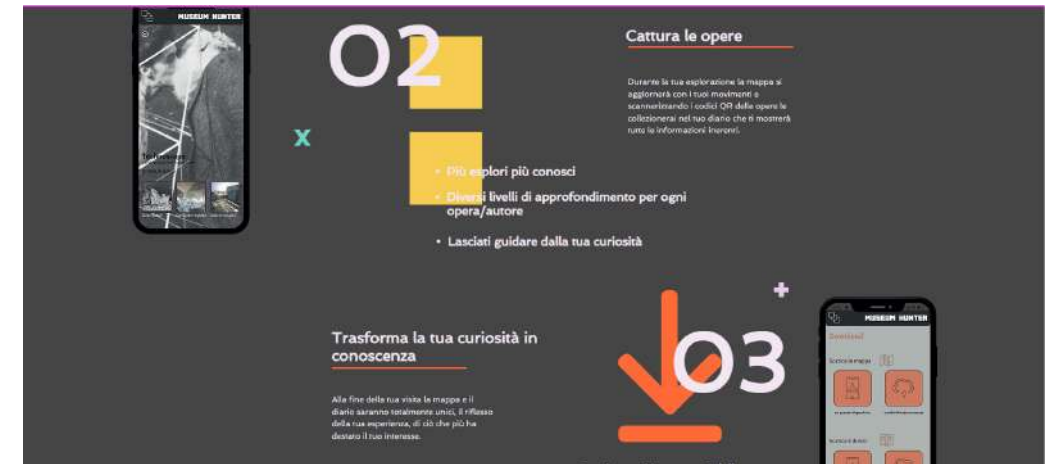 MUSEUM HUNTER
02
Cattura le opere
Durante la tua esplorazione la mappa si
aggiornerà con i tuoi movimenti e
scannerizzando i codici QR delle opere le
collezionerai nel tuo diario che ti mostrerà
tutte le informazioni inerenti.
x
• Più esplori più conosci
• Diversi livelli di approfondimento per ogni
opera/autore
• Lasciati guidare dalla tua curiosità
+
03
Trasforma la tua curiosità in
conoscenza
Alla fine della tua visita la mappa e il
diario saranno totalmente unici, il riflesso
della tua esperienza, di ciò che più ha
destato il tuo interesse.
MUSEUM HUNTER
Download
Scarica la mappa